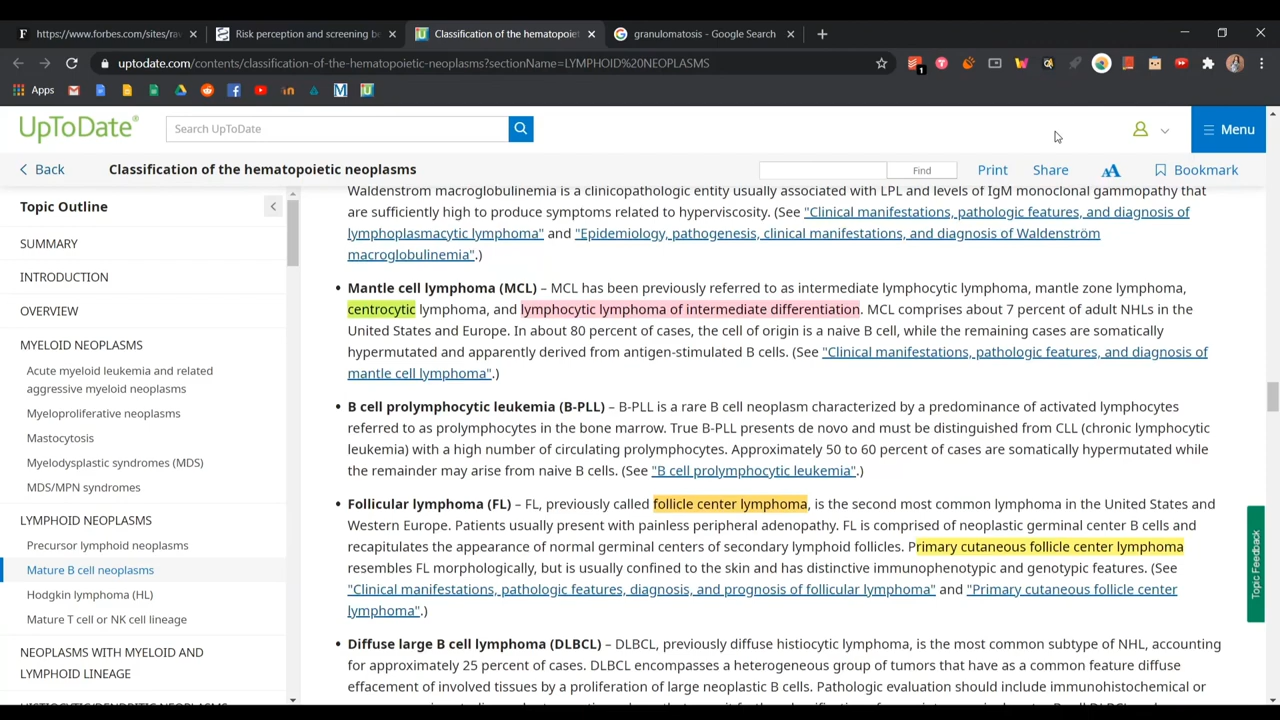 https://www.forbes.com/sites/ra
Risk perception and screening be
Classification of the hematopoiet
granulomatosis - Google Search
uptodate.com/contents/classification-of-the-hematopoietic-neoplasms?sectionName=LYMPHOID%20NEOPLASMS
1
Apps
UpToDate®
Search UpToDate
Menu
Back
Classification of the hematopoietic neoplasms
Find
Print
Share
AA
Bookmark
Topic Outline
SUMMARY
INTRODUCTION
OVERVIEW
MYELOID NEOPLASMS
Acute myeloid leukemia and related
aggressive myeloid neoplasms
Myeloproliferative neoplasms
Mastocytosis
Myelodysplastic syndromes (MDS)
MDS/MPN syndromes
LYMPHOID NEOPLASMS
Precursor lymphoid neoplasms
Mature B cell neoplasms
Hodgkin lymphoma (HL)
Mature T cell or NK cell lineage
NEOPLASMS WITH MYELOID AND
LYMPHOID LINEAGE
Waldenstrom macroglobulinemia is a clinicopathologic entity usually associated with LPL and levels of IgM monoclonal gammopathy that
are sufficiently high to produce symptoms related to hyperviscosity. (See "Clinical manifestations, pathologic features, and diagnosis of
lymphoplasmacytic lymphoma" and "Epidemiology, pathogenesis, clinical manifestations, and diagnosis of Waldenström
macroglobulinemia".)
• Mantle cell lymphoma (MCL) – MCL has been previously referred to as intermediate lymphocytic lymphoma, mantle zone lymphoma,
centrocytic lymphoma, and lymphocytic lymphoma of intermediate differentiation. MCL comprises about 7 percent of adult NHLs in the
United States and Europe. In about 80 percent of cases, the cell of origin is a naive B cell, while the remaining cases are somatically
hypermutated and apparently derived from antigen-stimulated B cells. (See "Clinical manifestations, pathologic features, and diagnosis of
mantle cell lymphoma".)
• B cell prolymphocytic leukemia (B-PLL) – B-PLL is a rare B cell neoplasm characterized by a predominance of activated lymphocytes
referred to as prolymphocytes in the bone marrow. True B-PLL presents de novo and must be distinguished from CLL (chronic lymphocytic
leukemia) with a high number of circulating prolymphocytes. Approximately 50 to 60 percent of cases are somatically hypermutated while
the remainder may arise from naive B cells. (See "B cell prolymphocytic leukemia".)
• Follicular lymphoma (FL) – FL, previously called follicle center lymphoma, is the second most common lymphoma in the United States and
Western Europe. Patients usually present with painless peripheral adenopathy. FL is comprised of neoplastic germinal center B cells and
recapitulates the appearance of normal germinal centers of secondary lymphoid follicles. Primary cutaneous follicle center lymphoma
resembles FL morphologically, but is usually confined to the skin and has distinctive immunophenotypic and genotypic features. (See
"Clinical manifestations, pathologic features, diagnosis, and prognosis of follicular lymphoma" and "Primary cutaneous follicle center
lymphoma".)
• Diffuse large B cell lymphoma (DLBCL) – DLBCL, previously diffuse histiocytic lymphoma, is the most common subtype of NHL, accounting
for approximately 25 percent of cases. DLBCL encompasses a heterogeneous group of tumors that have as a common feature diffuse
effacement of involved tissues by a proliferation of large neoplastic B cells. Pathologic evaluation should include immunohistochemical or
Topic Feedback